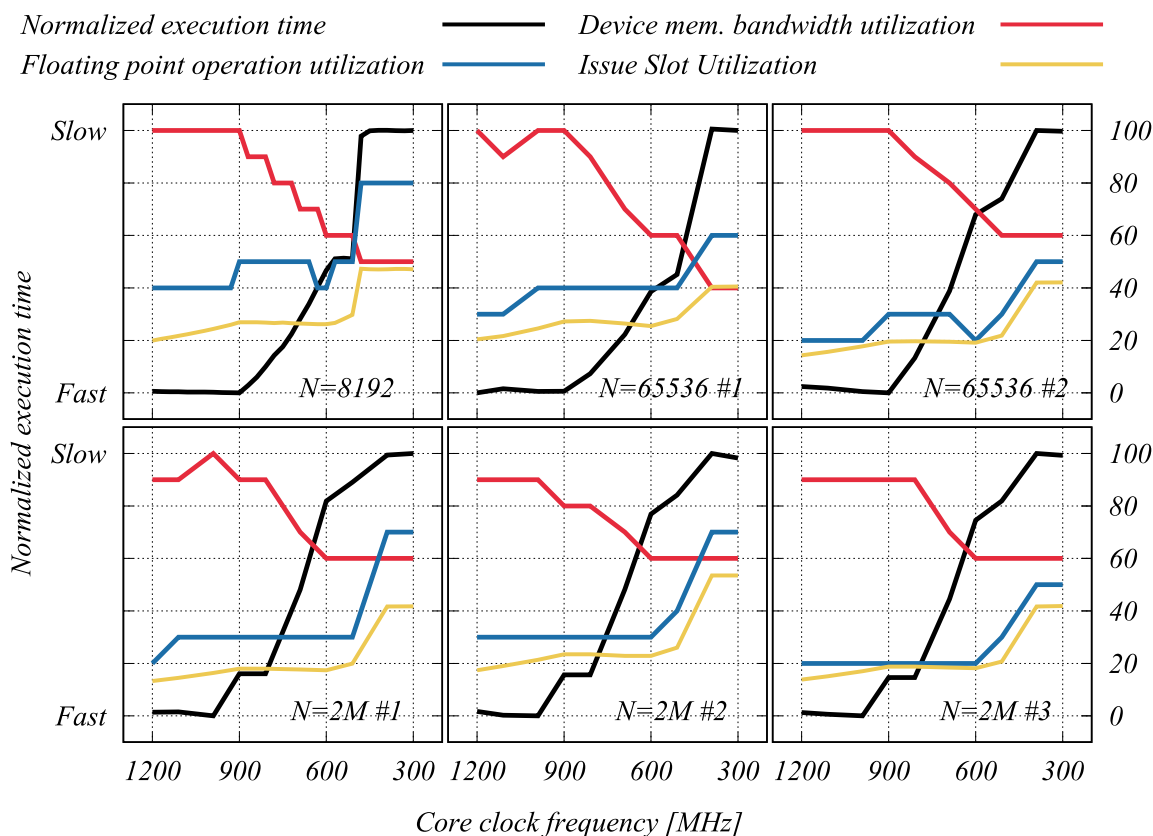 Normalized execution time
Device mem. bandwidth utilization
Floating point operation utilization
Issue Slot Utilization
Slow
Fast
N=8192
N=65536 #1
N=65536 #2
100
80
60
40
20
0
Normalized execution time
Slow
Fast
N=2M #1
N=2M #2
N=2M #3
100
80
60
40
20
0
1200 900 600 300 1200 900 600 300 1200 900 600 300
Core clock frequency [MHz]